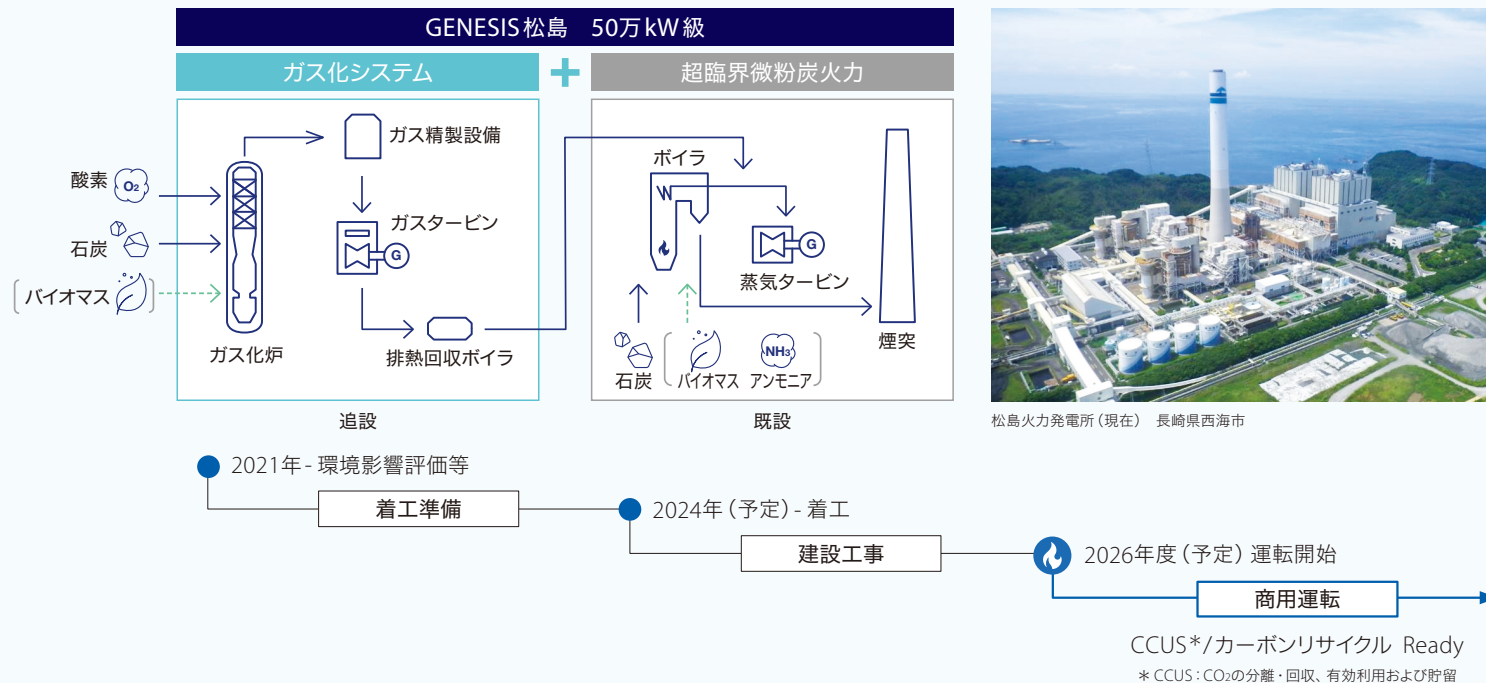 GENESIS松島　50万kW級
ガス化システム
+
超臨界微粉炭火力
ガス精製設備
酸素 O2
石炭
バイオマス
ガス化炉
ガスタービン
G
排熱回収ボイラ
ボイラ
G
蒸気タービン
石炭
バイオマス
NH3
アンモニア
煙突
追設
既設
松島火力発電所(現在)　長崎県西海市
2021年 - 環境影響評価等
着工準備
2024年(予定) - 着工
建設工事
2026年度(予定) 運転開始
商用運転
CCUS*/カーボンリサイクル Ready
＊CCUS：CO2の分離・回収、有効利用および貯留